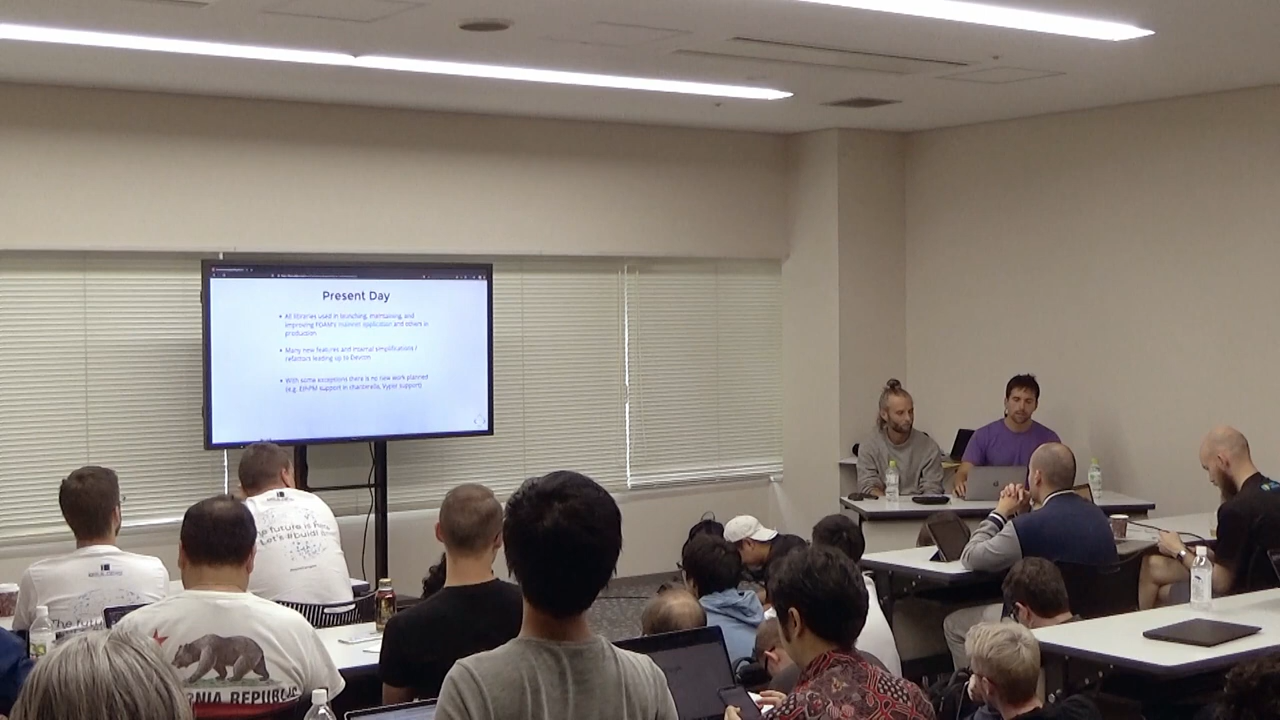 Present Day
• All libraries used in launching, maintaining, and
improving FOAM's mainnet application and others in
production
• Many new features and internal simplifications /
refactors leading up to Devcon
• With some exceptions there is no new work planned
(e.g. EthPM support in chanterelle, Vyper support)
The future is
Let's #build
The futu
RNIA REPUBLIC